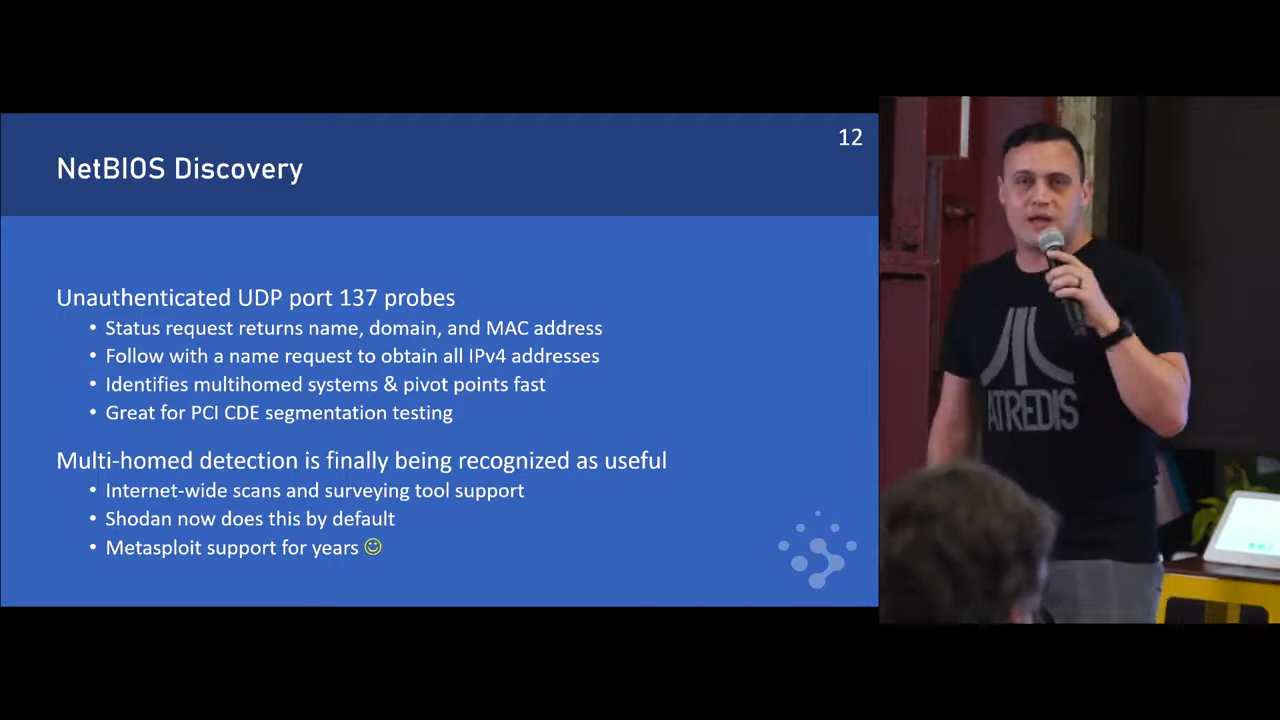 12
NetBIOS Discovery
Unauthenticated UDP port 137 probes
• Status request returns name, domain, and MAC address
• Follow with a name request to obtain all IPv4 addresses
• Identifies multihomed systems & pivot points fast
• Great for PCI CDE segmentation testing
Multi-homed detection is finally being recognized as useful
• Internet-wide scans and surveying tool support
• Shodan now does this by default
• Metasploit support for years ☺
ATREDIS